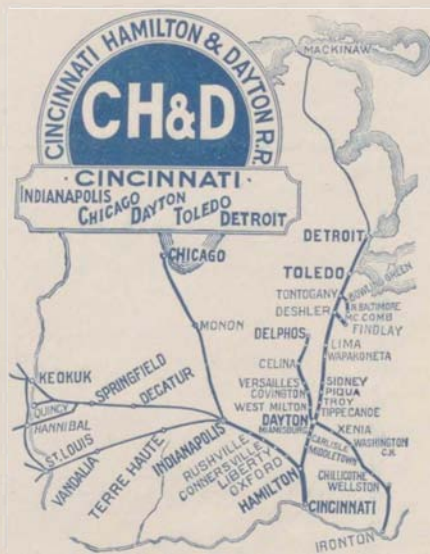 CINCINNATI HAMILTON & DAYTON R.R.
CH&D
· CINCINNATI ·
INDIANAPOLIS
CHICAGO
DAYTON
TOLEDO
DETROIT
MACKINAW
DETROIT
TOLEDO
BOWLING GREEN
TONTOGANY
N. BALTIMORE
DESHLER
MC COMB
FINDLAY
CHICAGO
MONON
DELPHOS
LIMA
WAPAKONETA
CELINA
VERSAILLES
COVINGTON
WEST MILTON
SIDNEY
PIQUA
TROY
TIPPECANOE
DAYTON
MIAMISBURG
XENIA
CARLISLE
MIDDLETOWN
WASHINGTON
C.H.
CHILLICOTHE
WELLSTON
KEOKUK
SPRINGFIELD
DECATUR
QUINCY
HANNIBAL
ST. LOUIS
VANDALIA
TERRE HAUTE
INDIANAPOLIS
RUSHVILLE
CONNERSVILLE
LIBERTY
OXFORD
HAMILTON
CINCINNATI
IRONTON